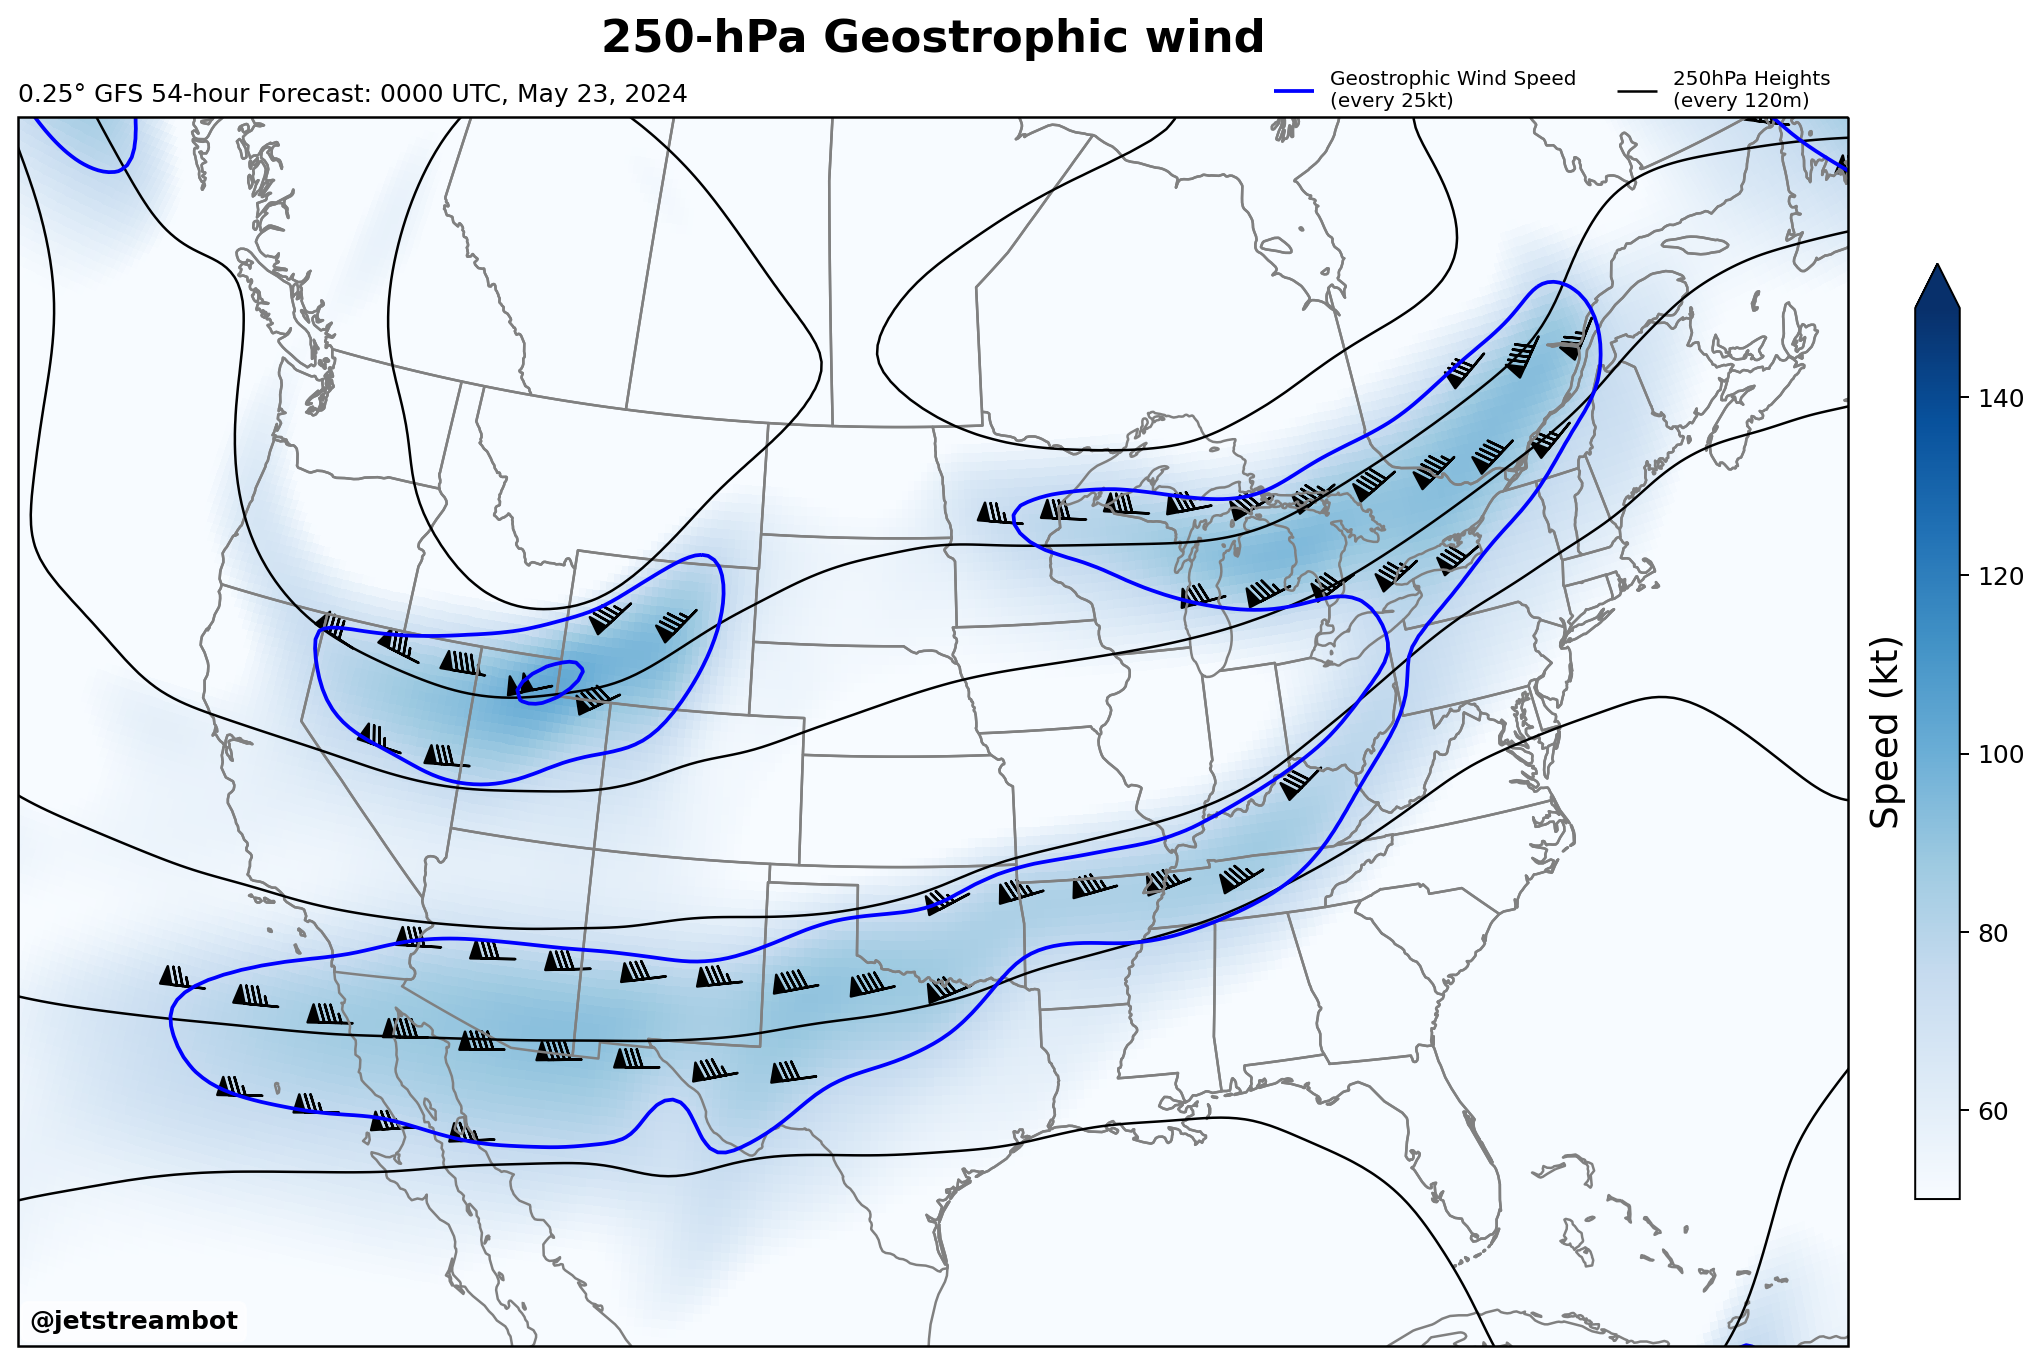 250-hPa Geostrophic wind
0.25° GFS 54-hour Forecast: 0000 UTC, May 23, 2024
Geostrophic Wind Speed
(every 25kt)
250hPa Heights
(every 120m)
140
120
100
80
60
Speed (kt)
@jetstreambot